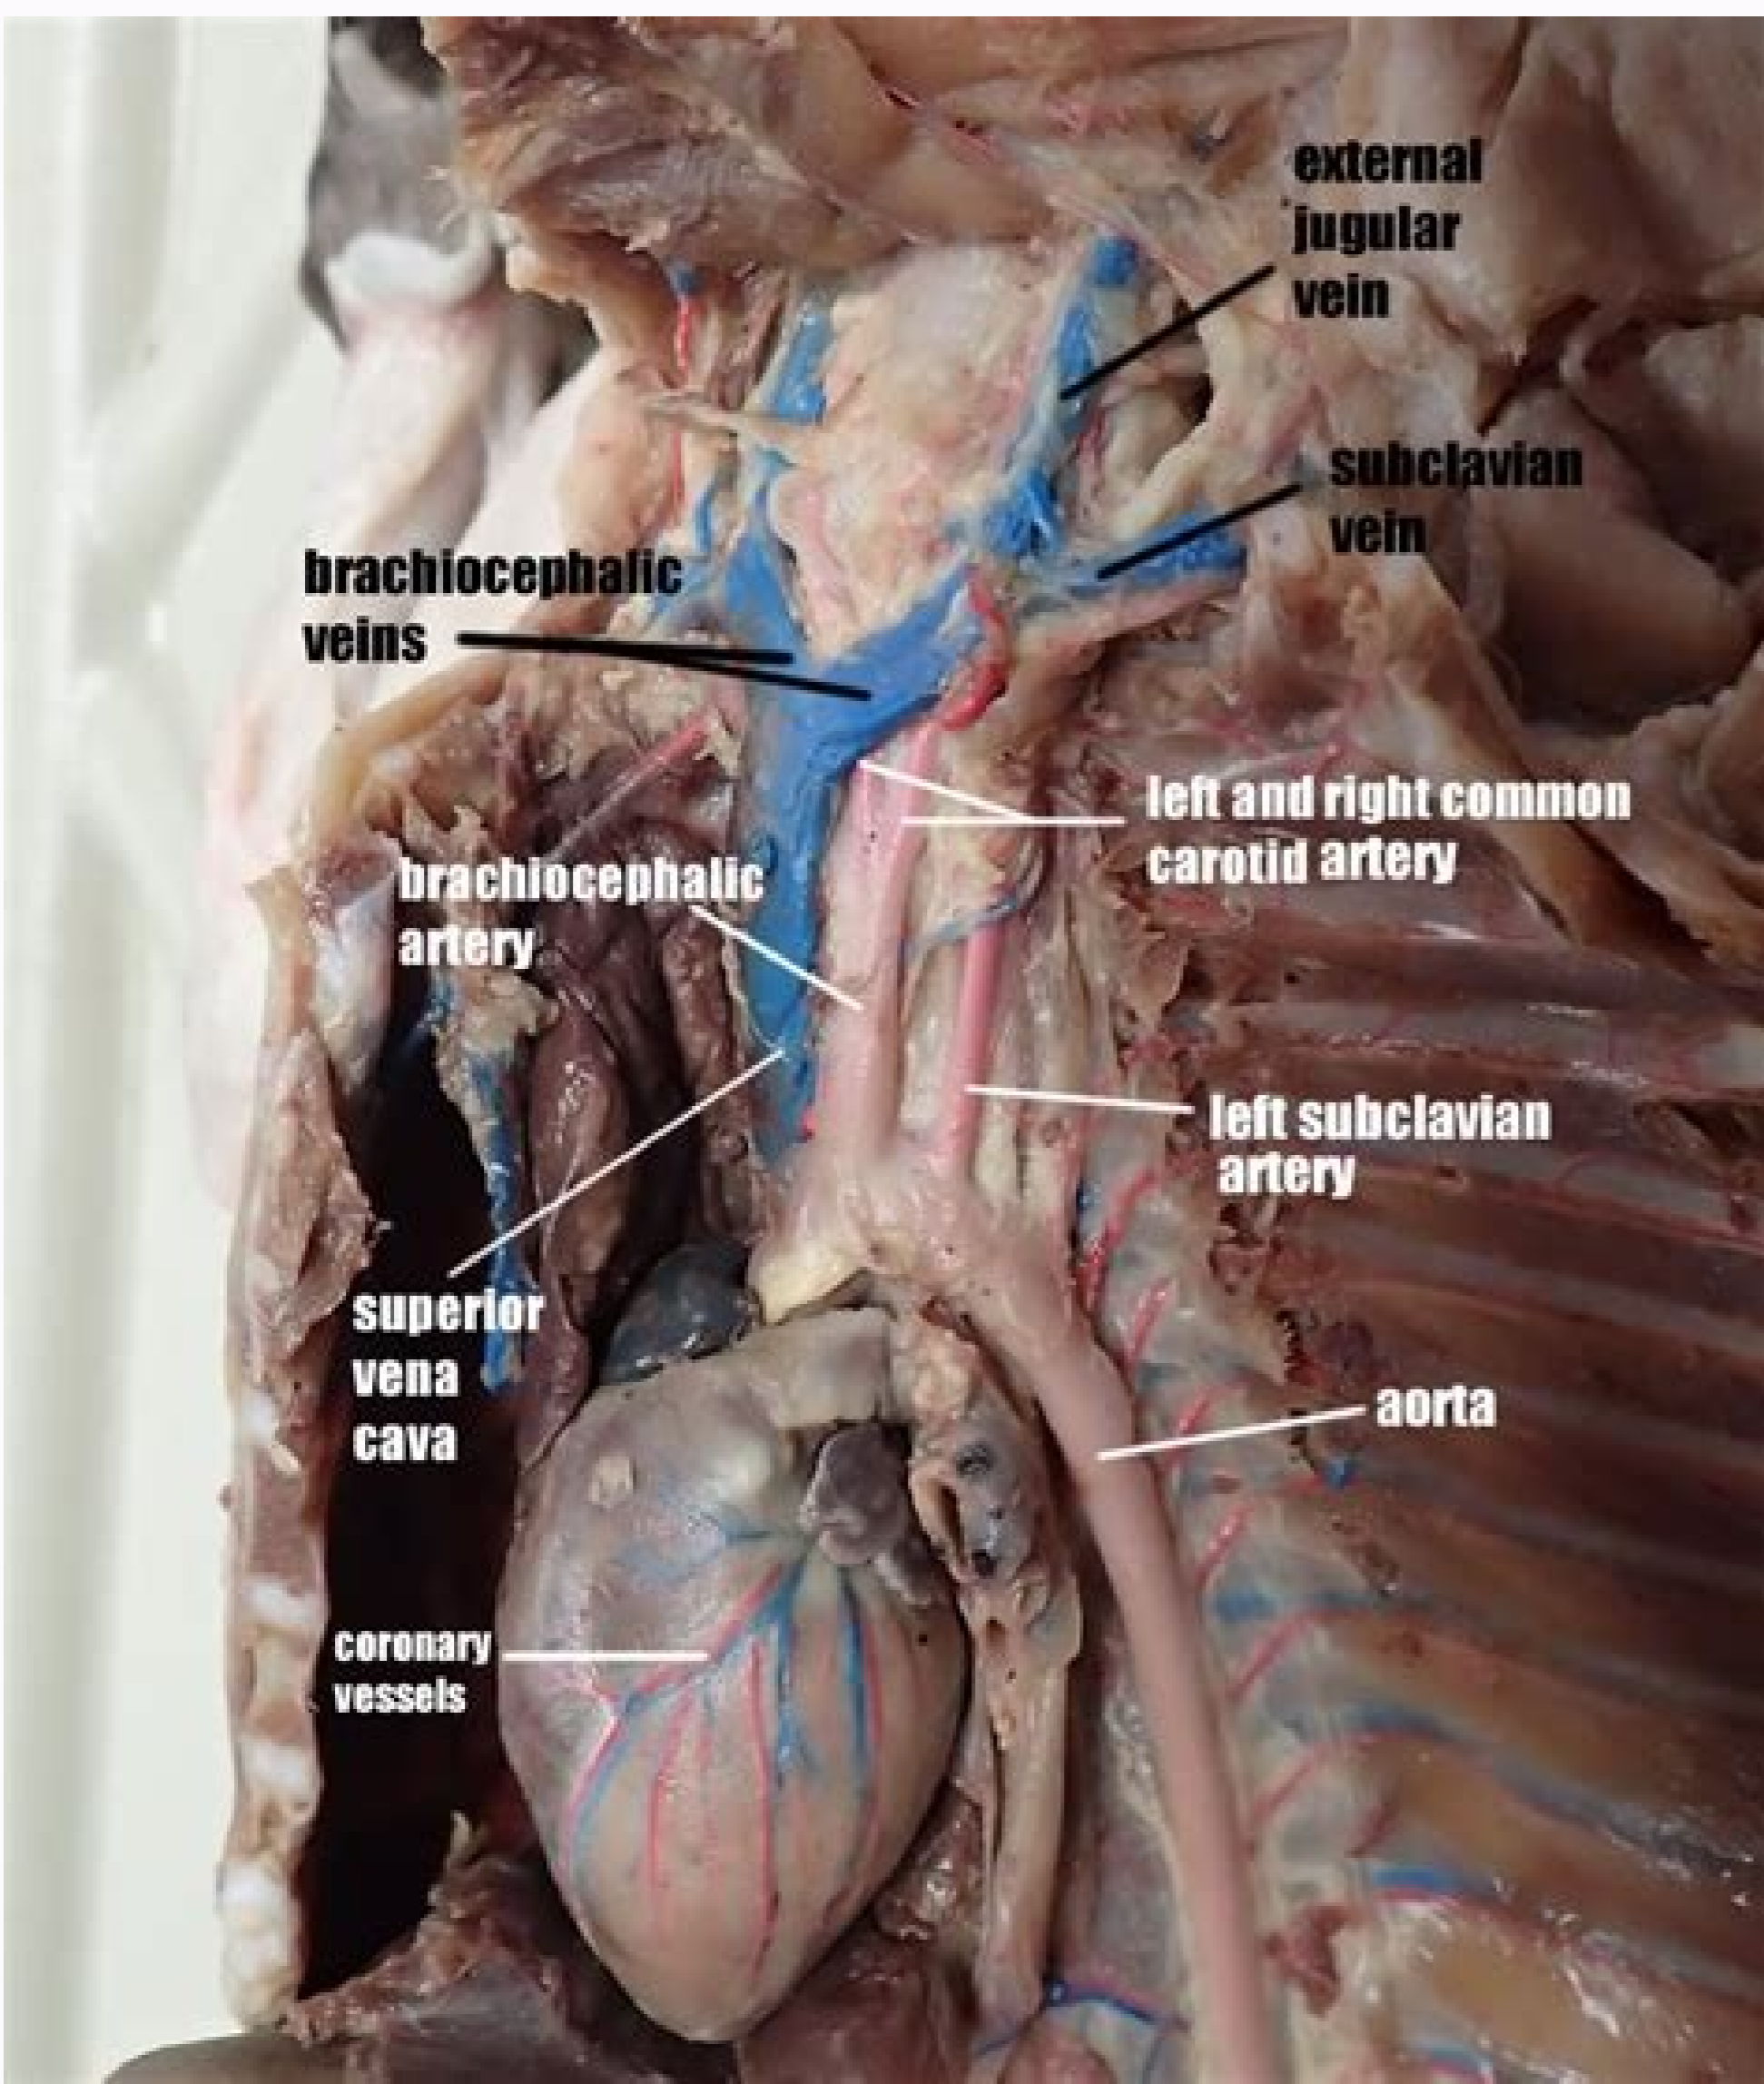 external
jugular
vein
subclavian
vein
brachiocephalic
veins
left and right common
carotid artery
brachiocephalic
artery
left subclavian
artery
superior
vena
cava
aorta
coronary
vessels